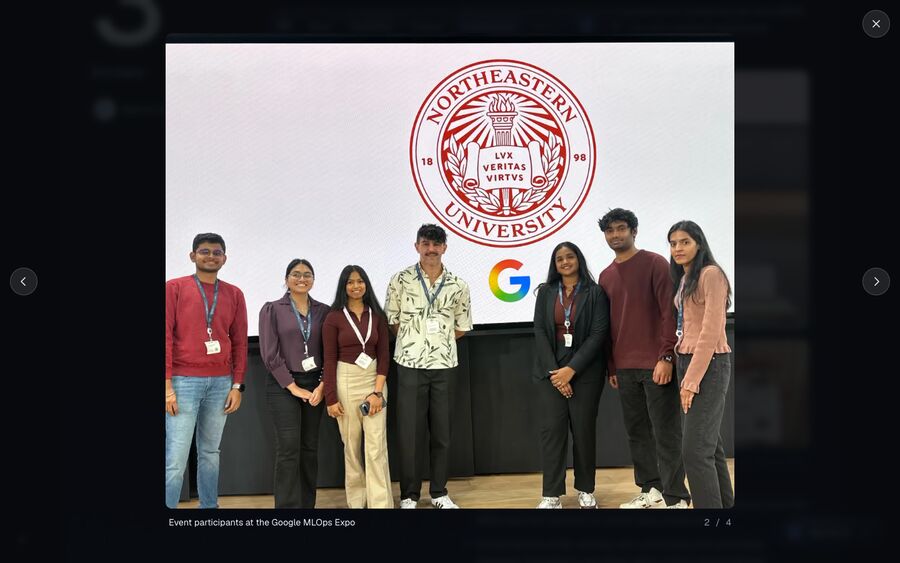 NORTHEASTERN
18 98
LVX
VERITAS
VIRTVS
UNIVERSITY
G
Event participants at the Google MLOps Expo
2 / 4